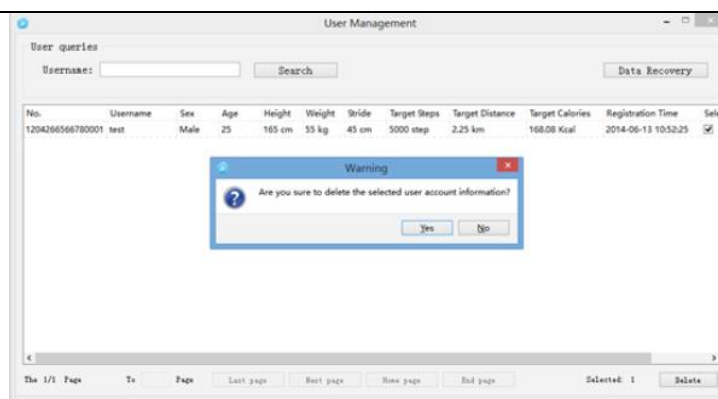 User Management
User queries
Username: Search Data Recovery
No. Username Sex Age Height Weight Stride Target Steps Target Distance Target Calories Registration Time Sele
1204266566780001 test Male 25 165 cm 55 kg 45 cm 5000 step 2.25 km 168.08 Kcal 2014-06-13 10:52:25
Warning
Are you sure to delete the selected user account information?
Yes No
The 1/1 Page To Page Last page Next page Home page End page Selected: 1 Delete